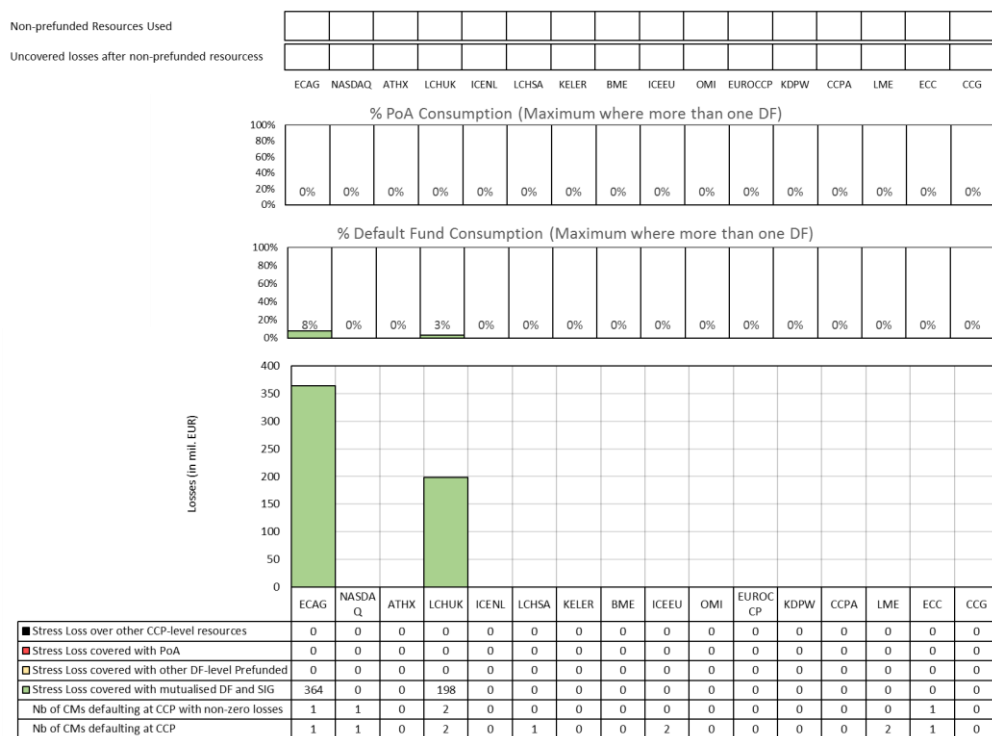 Non-prefunded Resources Used
Uncovered losses after non-prefunded resourcess
ECAG NASDAQ ATHX LCHUK ICENL LCHSA KELER BME ICEEU OMI EUROCCP KDPW CCPA LME ECC CCG
% PoA Consumption (Maximum where more than one DF)
100%
80%
60%
40%
20%
0%
0% 0% 0% 0% 0% 0% 0% 0% 0% 0% 0% 0% 0% 0% 0% 0%
% Default Fund Consumption (Maximum where more than one DF)
100%
80%
60%
40%
20%
0%
8% 0% 0% 3% 0% 0% 0% 0% 0% 0% 0% 0% 0% 0% 0% 0%
Losses (in mil. EUR)
400
350
300
250
200
150
100
50
0
ECAG NASDA
Q ATHX LCHUK ICENL LCHSA KELER BME ICEEU OMI EUROC
CP KDPW CCPA LME ECC CCG
Stress Loss over other CCP-level resources 0 0 0 0 0 0 0 0 0 0 0 0 0 0 0 0
Stress Loss covered with PoA 0 0 0 0 0 0 0 0 0 0 0 0 0 0 0 0
Stress Loss covered with other DF-level Prefunded 0 0 0 0 0 0 0 0 0 0 0 0 0 0 0 0
Stress Loss covered with mutualised DF and SIG 364 0 0 198 0 0 0 0 0 0 0 0 0 0 0 0
Nb of CMs defaulting at CCP with non-zero losses 1 1 0 2 0 0 0 0 0 0 0 0 0 0 1 0
Nb of CMs defaulting at CCP 1 1 0 2 0 1 0 0 2 0 0 0 0 2 1 0